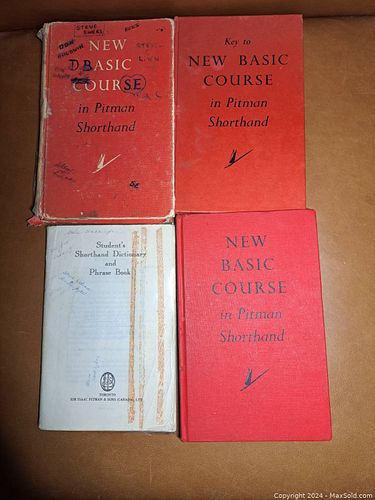 STEVE
EWERS
NEW
BASIC
COURSE
in Pitman
Shorthand
Key to
NEW BASIC
COURSE
in Pitman
Shorthand
Student's
Shorthand Dictionary
and
Phrase Book
TORONTO
SIR ISAAC PITMAN & SONS (CANADA), LTD
NEW
BASIC
COURSE
in Pitman
Shorthand
Copyright 2024 - MaxSold.com